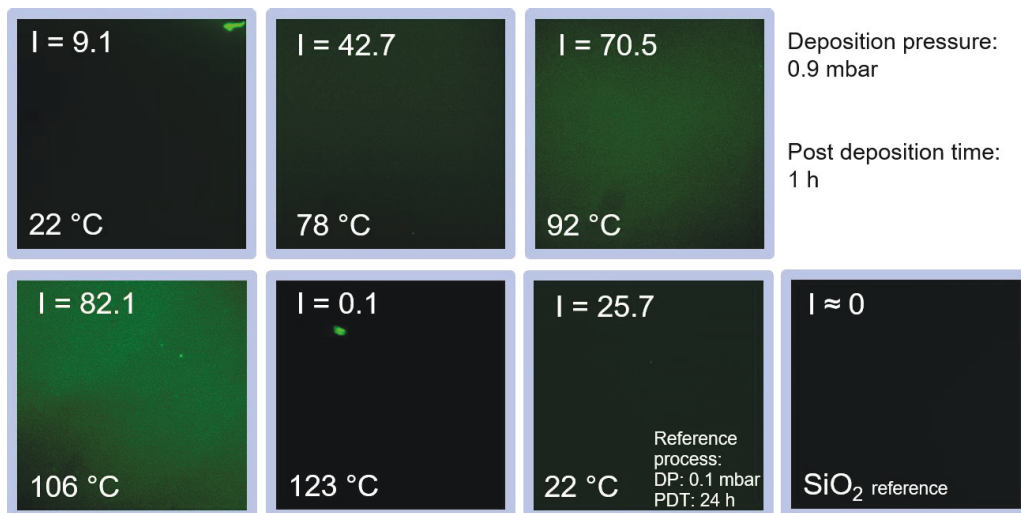 I = 9.1
22 °C
I = 42.7
78 °C
I = 70.5
92 °C
Deposition pressure:
0.9 mbar
Post deposition time:
1 h
I = 82.1
106 °C
I = 0.1
123 °C
I = 25.7
22 °C
Reference
process:
DP: 0.1 mbar
PDT: 24 h
I ≈ 0
SiO₂ reference